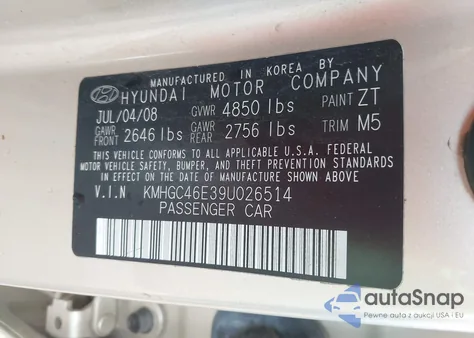 MANUFACTURED IN KOREA BY
HYUNDAI MOTOR COMPANY
JUL/04/08 GVWR 4850 lbs PAINT ZT
GAWR FRONT 2646 lbs GAWR REAR 2756 lbs TRIM M5
THIS VEHICLE CONFORMS TO ALL APPLICABLE U.S.A. FEDERAL
MOTOR VEHICLE SAFETY, BUMPER, AND THEFT PREVENTION STANDARDS
IN EFFECT ON THE DATE OF MANUFACTURE SHOWN ABOVE.
V.I.N. KMHGC46E39U026514
PASSENGER CAR
autoSnap
Pewne auta z aukcji USA i EU